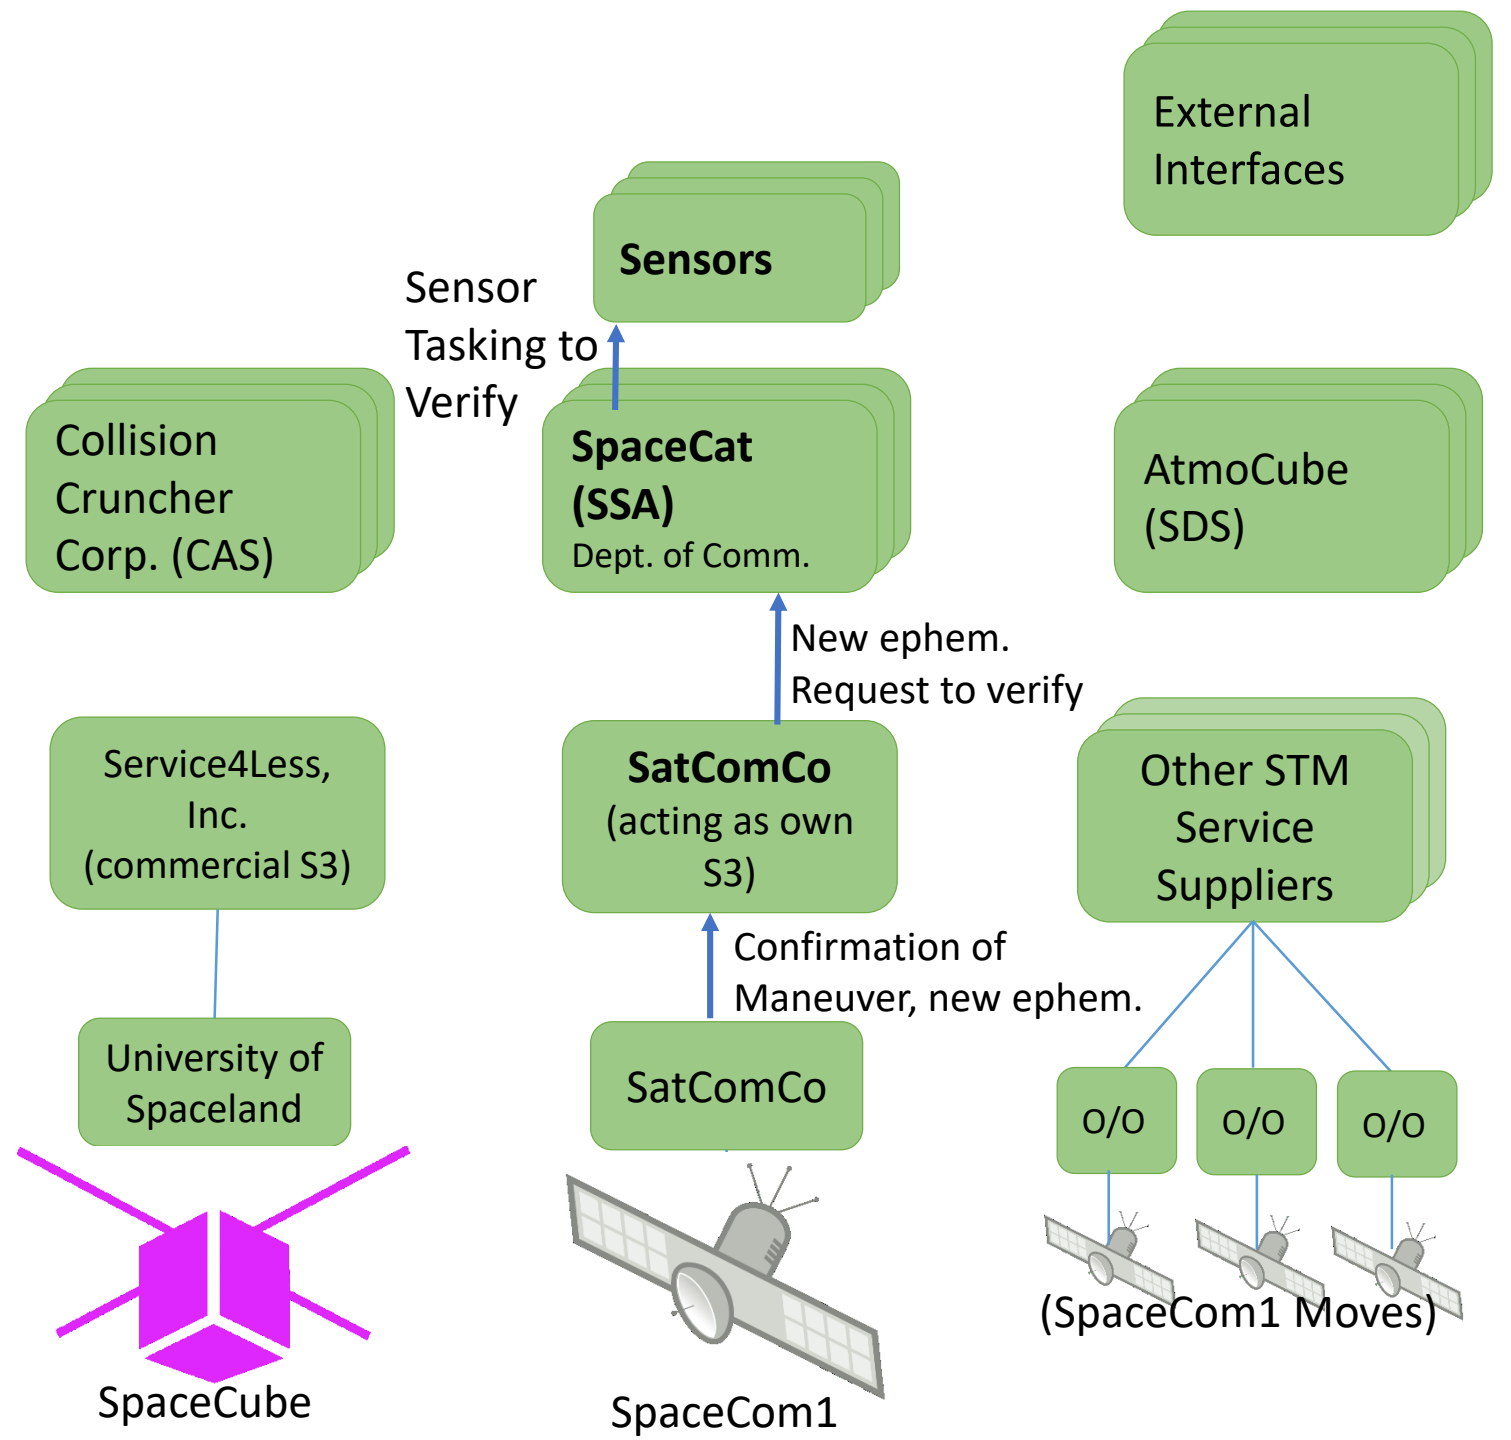 External
Interfaces
Sensors
Sensor
Tasking to
Verify
Collision
Cruncher
Corp. (CAS)
SpaceCat
(SSA)
Dept. of Comm.
AtmoCube
(SDS)
New ephem.
Request to verify
Service4Less,
Inc.
(commercial S3)
SatComCo
(acting as own
S3)
Other STM
Service
Suppliers
Confirmation of
Maneuver, new ephem.
University of
Spaceland
SatComCo
O/O
O/O
O/O
(SpaceCom1 Moves)
SpaceCube
SpaceCom1